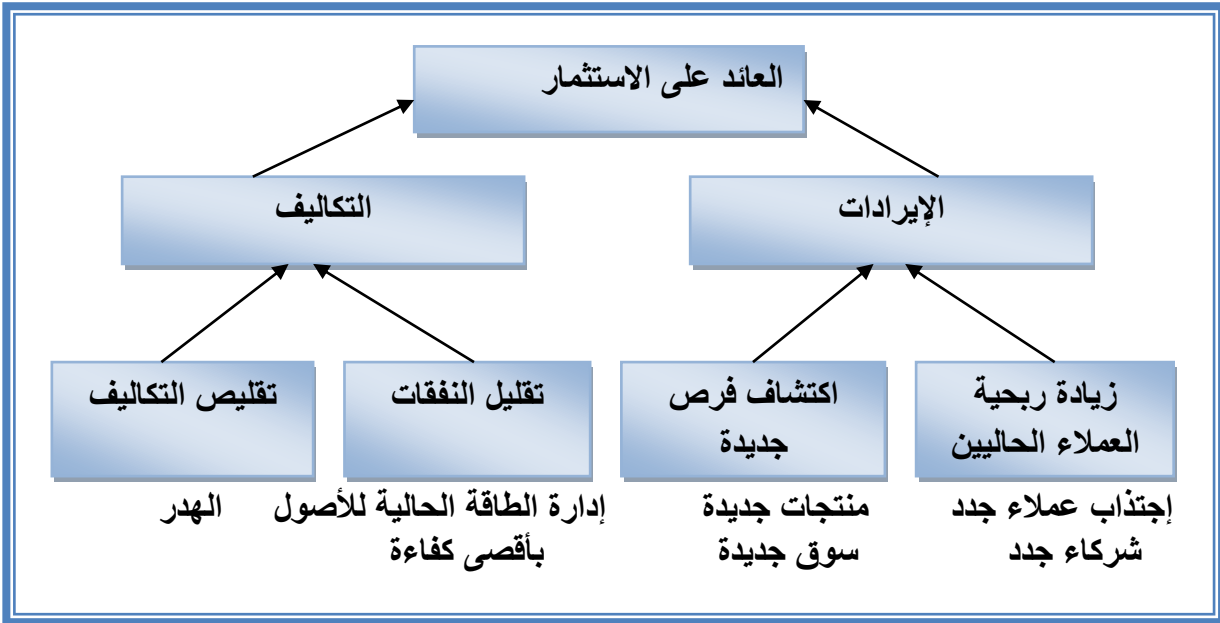 العائد على الاستثمار
الإيرادات
التكاليف
زيادة ربحية
العملاء الحاليين
اكتشاف فرص
جديدة
تقليل النفقات
تقليص التكاليف
إجتذاب عملاء جدد
شركاء جدد
منتجات جديدة
سوق جديدة
إدارة الطاقة الحالية للأصول
بأقصى كفاءة
الهدر